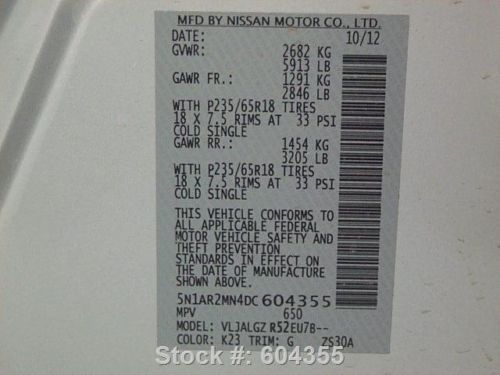 MFD BY NISSAN MOTOR CO., LTD.
DATE: 10/12
GVWR: 2682 KG
5913 LB
GAWR FR.: 1291 KG
2846 LB
WITH P235/65R18 TIRES
18 X 7.5 RIMS AT 33 PSI
COLD SINGLE
GAWR RR.: 1454 KG
3205 LB
WITH P235/65R18 TIRES
18 X 7.5 RIMS AT 33 PSI
COLD SINGLE
THIS VEHICLE CONFORMS TO
ALL APPLICABLE FEDERAL
MOTOR VEHICLE SAFETY AND
THEFT PREVENTION
STANDARDS IN EFFECT ON
THE DATE OF MANUFACTURE
SHOWN ABOVE.
5N1AR2MN4DC604355
MPV 650
MODEL: VLJALGZ R52EU7B--
COLOR: K23 TRIM: G ZS30A
Stock #: 604355